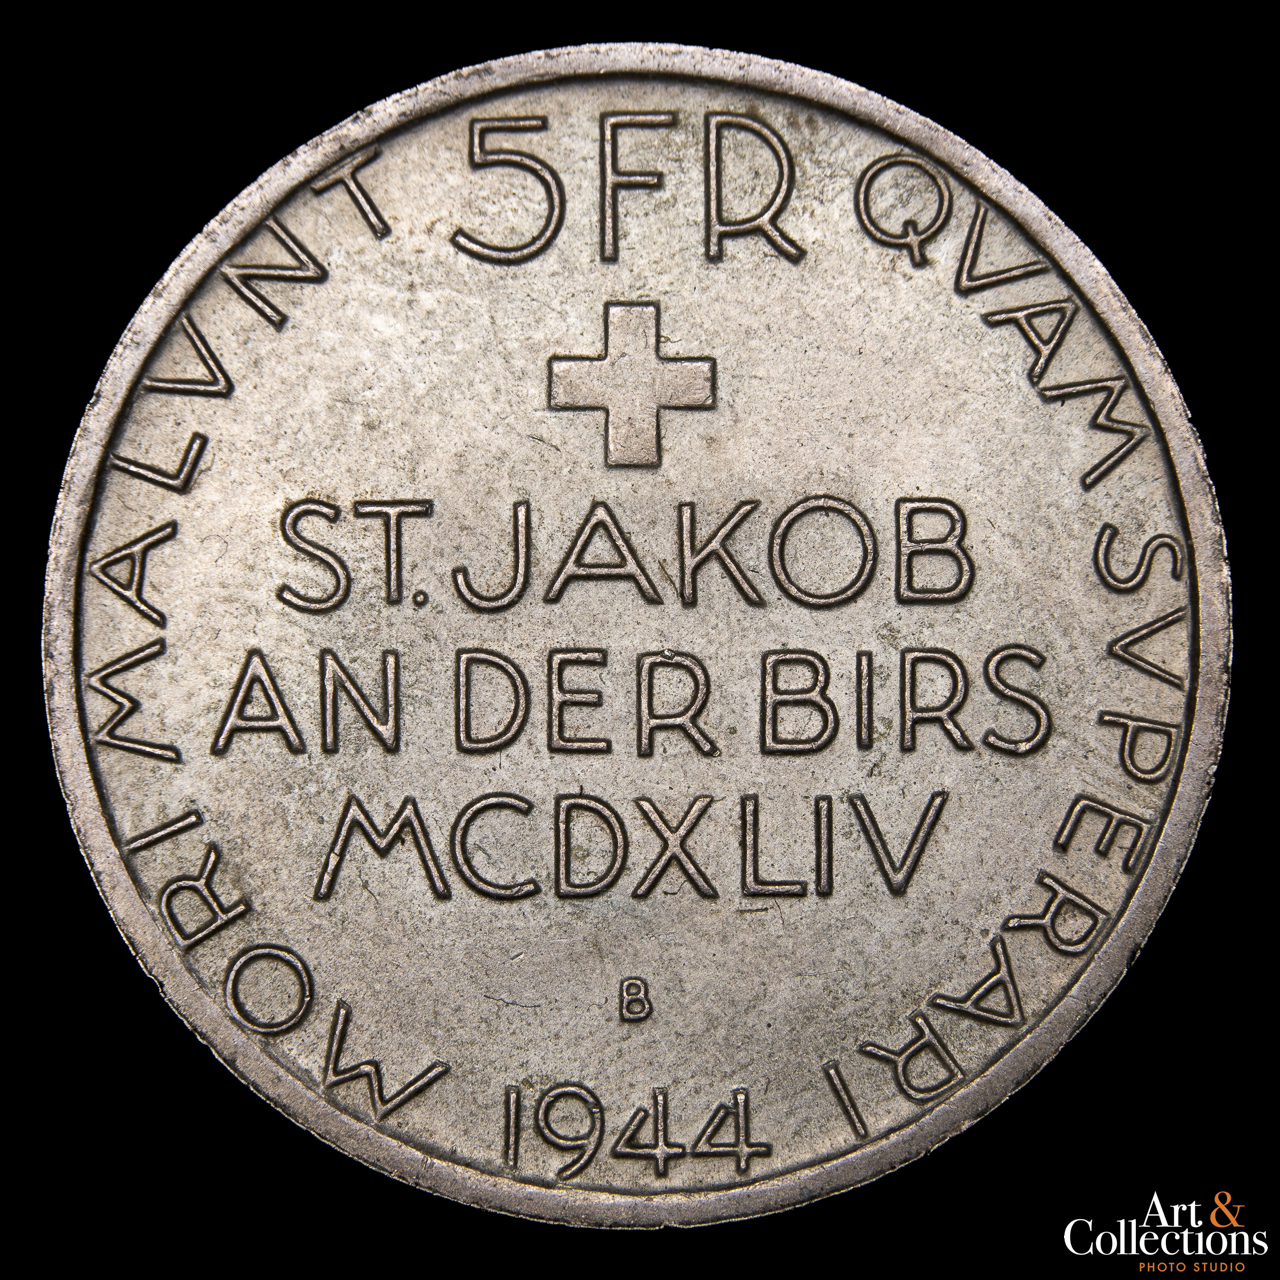 5FR
MORI MALVNT
QVAM SVPERARI
ST. JAKOB
AN DER BIRS
MCDXLIV
B
1944
Art &
Collections
PHOTO STUDIO